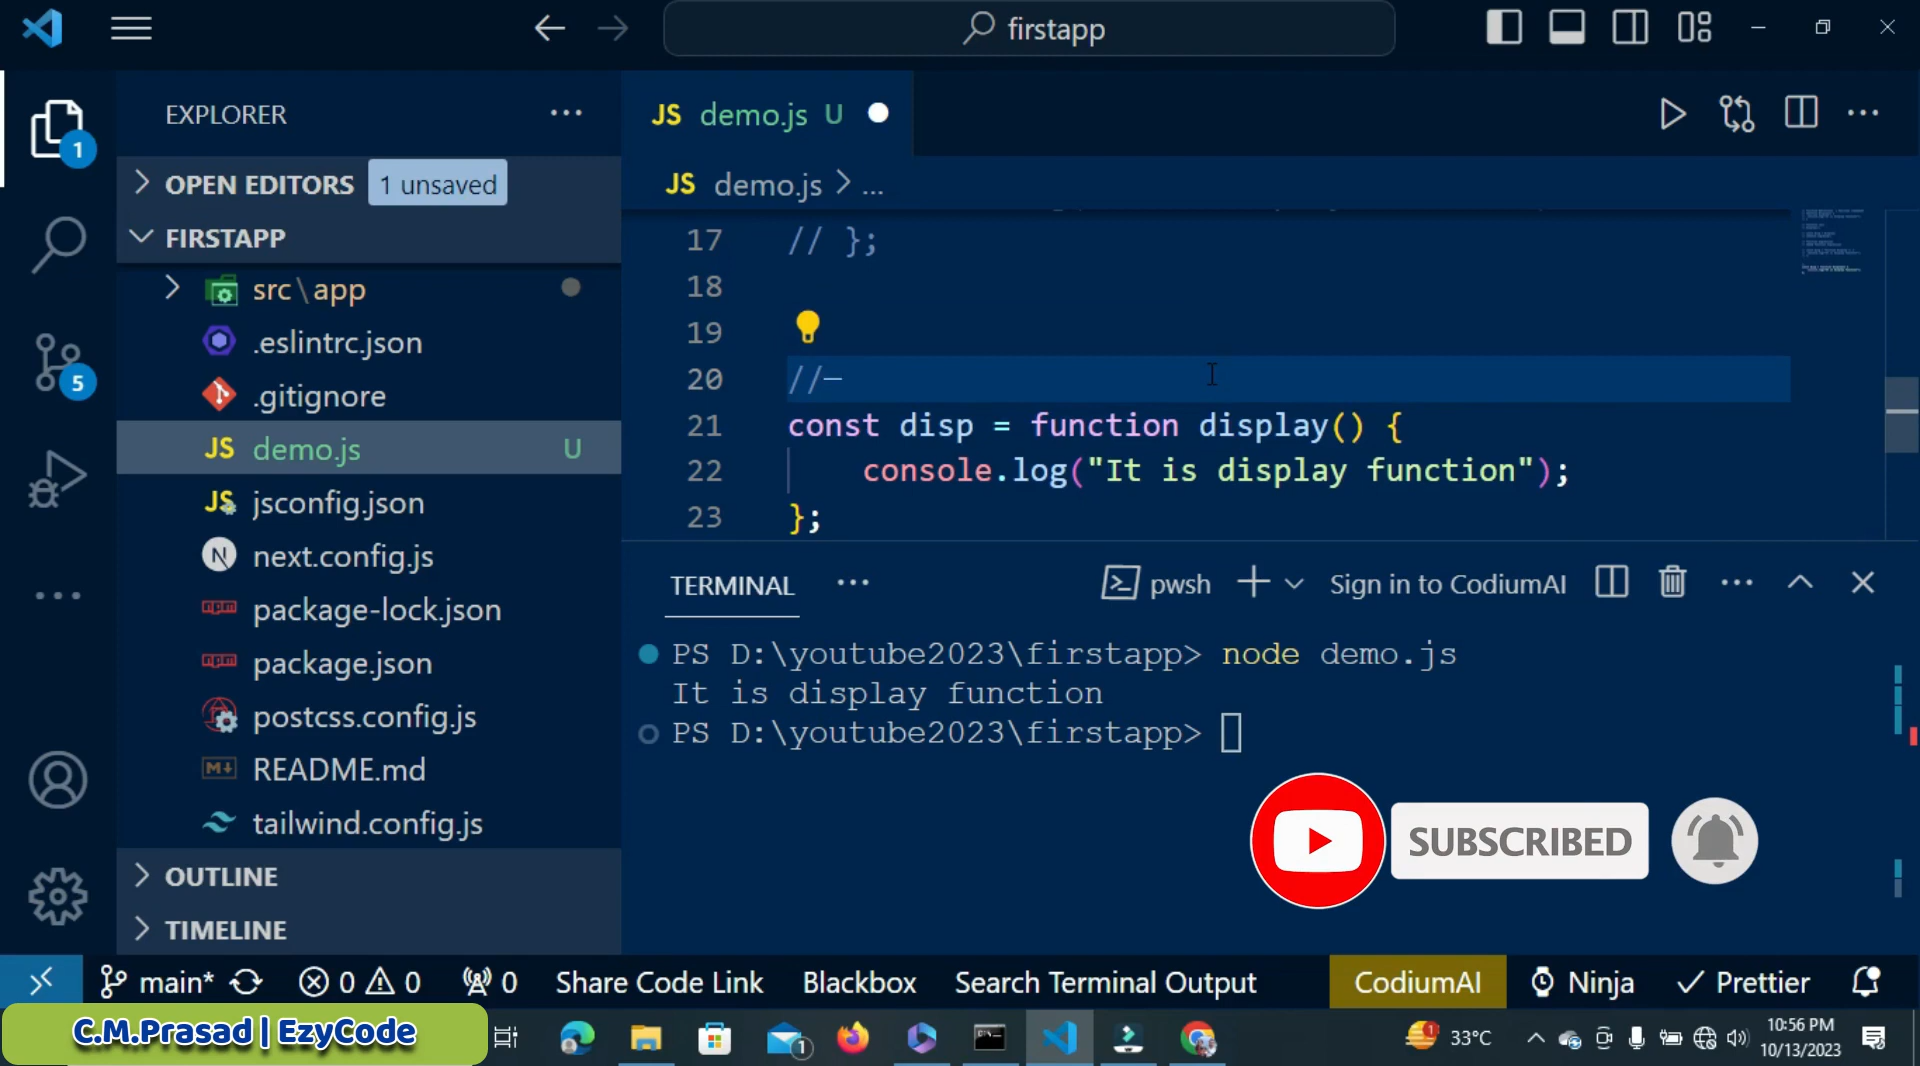 firstapp
EXPLORER
JS demo.js U
1
OPEN EDITORS 1 unsaved
JS demo.js > ...
FIRSTAPP
17 // };
src\app
18
.eslintrc.json
19
.gitignore
20 //—
5
demo.js U
21 const disp = function display() {
22 console.log("It is display function");
jsconfig.json
23 };
next.config.js
package-lock.json
TERMINAL
pwsh
Sign in to CodiumAI
package.json
PS D:\youtube2023\firstapp> node demo.js
It is display function
PS D:\youtube2023\firstapp>
postcss.config.js
README.md
tailwind.config.js
SUBSCRIBED
OUTLINE
TIMELINE
main* 0 0 0 Share Code Link Blackbox Search Terminal Output CodiumAI Ninja Prettier
C.M.Prasad | EzyCode
1
1
33°C
10:56 PM
10/13/2023